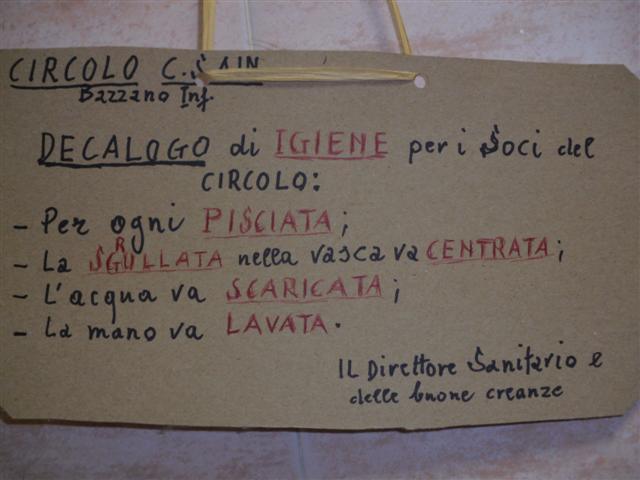 CIRCOLO C.SAIN
Bazzano Inf.
DECALOGO di IGIENE per i Soci del
CIRCOLO:
- Per ogni PISCIATA;
- La SGRULLATA nella vasca va CENTRATA;
- L'acqua va SCARICATA;
- La mano va LAVATA.
IL Direttore Sanitario e
delle buone creanze